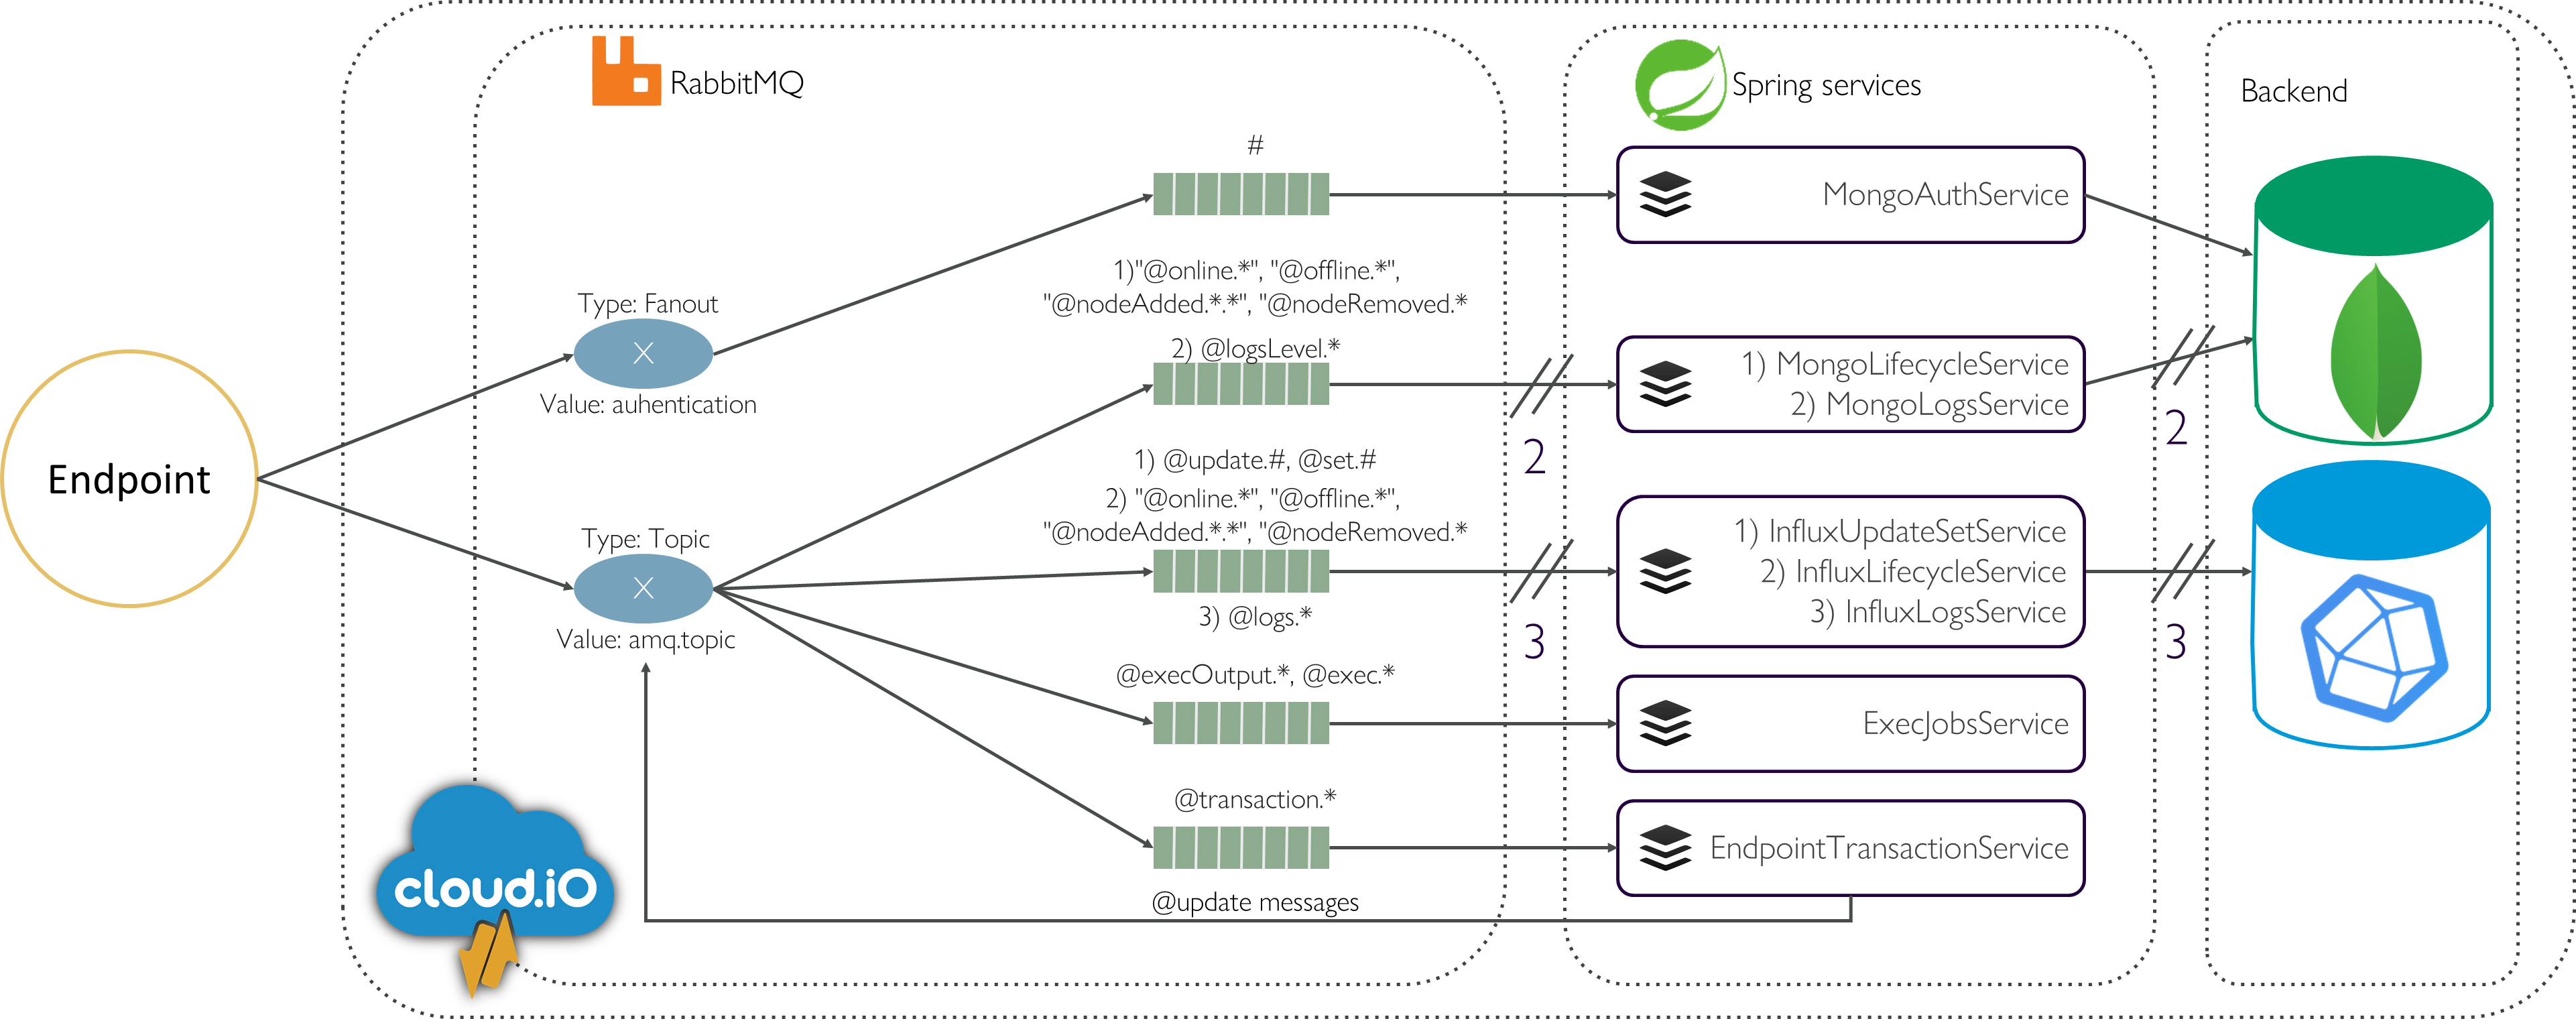 RabbitMQ
Spring services
Backend
#
MongoAuthService
1)"@online.*", "@offline.*",
"@nodeAdded.*.*", "@nodeRemoved.*
Type: Fanout
X
Value: auhentication
2) @logsLevel.*
1) MongoLifecycleService
2) MongoLogsService
2
2
Endpoint
1) @update.#, @set.#
2) "@online.*", "@offline.*",
"@nodeAdded.*.*", "@nodeRemoved.*
Type: Topic
X
Value: amq.topic
3) @logs.*
1) InfluxUpdateSetService
2) InfluxLifecycleService
3) InfluxLogsService
3
3
@execOutput.*, @exec.*
ExecJobsService
@transaction.*
EndpointTransactionService
@update messages
cloud.iO